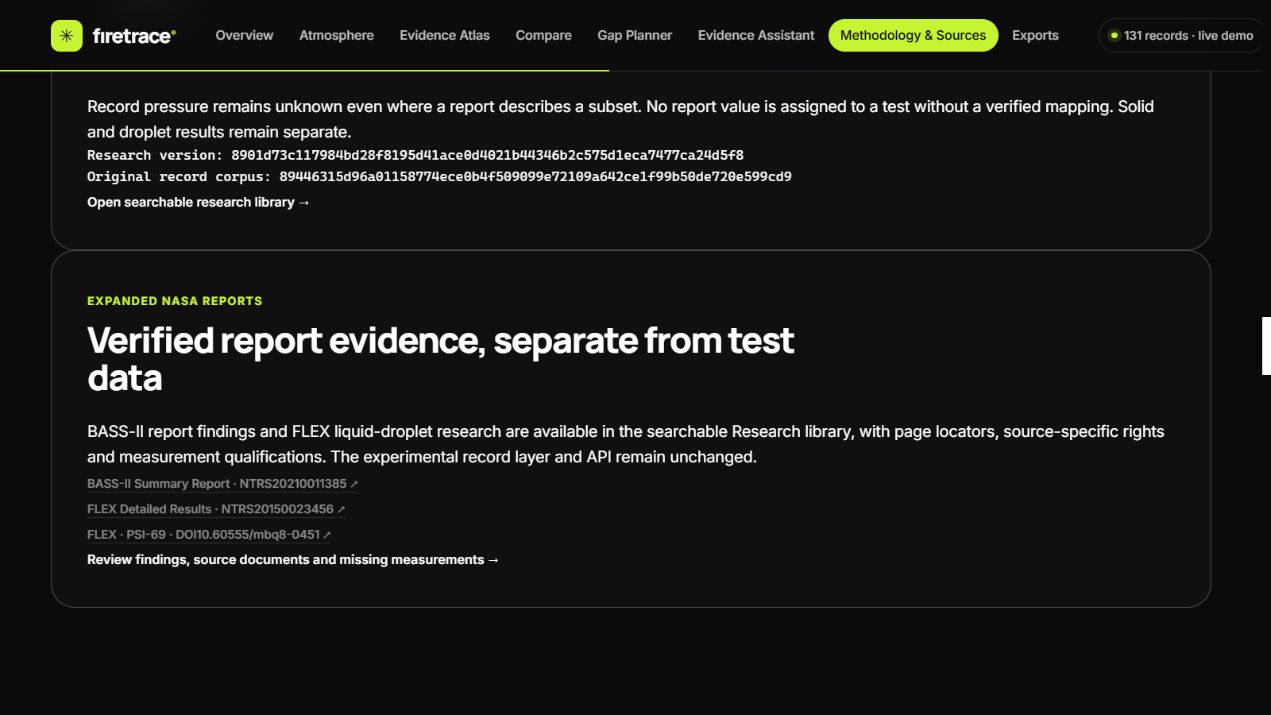 firetrace
Overview
Atmosphere
Evidence Atlas
Compare
Gap Planner
Evidence Assistant
Methodology & Sources
Exports
131 records · live demo
Record pressure remains unknown even where a report describes a subset. No report value is assigned to a test without a verified mapping. Solid
and droplet results remain separate.
Research version: 8901d73c117984bd28f8195d41ace0d4021b44346b2c575d1eca7477ca24d5f8
Original record corpus: 89446315d96a01158774ece0b4f509099e72109a642ce1f99b50de720e599cd9
Open searchable research library →
EXPANDED NASA REPORTS
Verified report evidence, separate from test
data
BASS-II report findings and FLEX liquid-droplet research are available in the searchable Research library, with page locators, source-specific rights
and measurement qualifications. The experimental record layer and API remain unchanged.
BASS-II Summary Report · NTRS20210011385 ↗
FLEX Detailed Results · NTRS20150023456 ↗
FLEX · PSI-69 · DOI10.60555/mbq8-0451 ↗
Review findings, source documents and missing measurements →